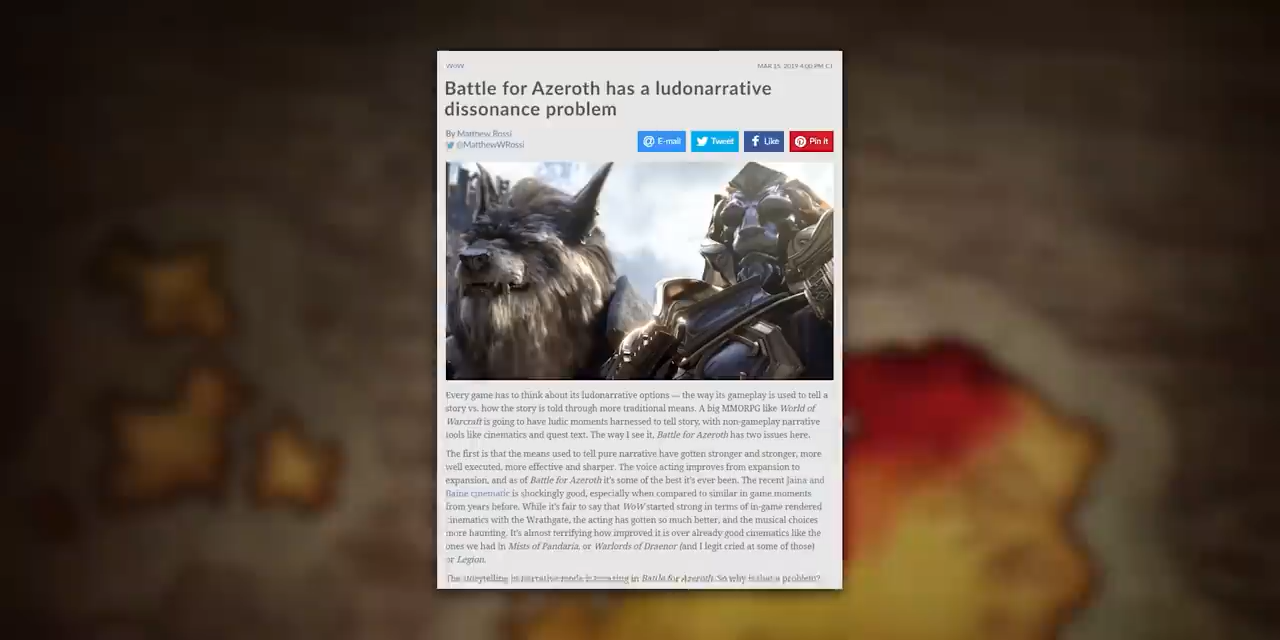 WoW
MAR 15, 2019 4:00 PM CT
Battle for Azeroth has a ludonarrative
dissonance problem
By Matthew Rossi
@MatthewWRossi
E-mail
Tweet
Like
Pin it
Every game has to think about its ludonarrative options — the way its gameplay is used to tell a
story vs. how the story is told through more traditional means. A big MMORPG like World of
Warcraft is going to have ludic moments harnessed to tell story, with non-gameplay narrative
tools like cinematics and quest text. The way I see it, Battle for Azeroth has two issues here.
The first is that the means used to tell pure narrative have gotten stronger and stronger, more
well executed, more effective and sharper. The voice acting improves from expansion to
expansion, and as of Battle for Azeroth it's some of the best it's ever been. The recent Jaina and
Baine cinematic is shockingly good, especially when compared to similar in game moments
from years before. While it's fair to say that WoW started strong in terms of in-game rendered
cinematics with the Wrathgate, the acting has gotten so much better, and the musical choices
more haunting. It's almost terrifying how improved it is over already good cinematics like the
ones we had in Mists of Pandaria, or Warlords of Draenor (and I legit cried at some of those)
or Legion.
The storytelling in narrative mode is amazing in Battle for Azeroth. So why is that a problem?